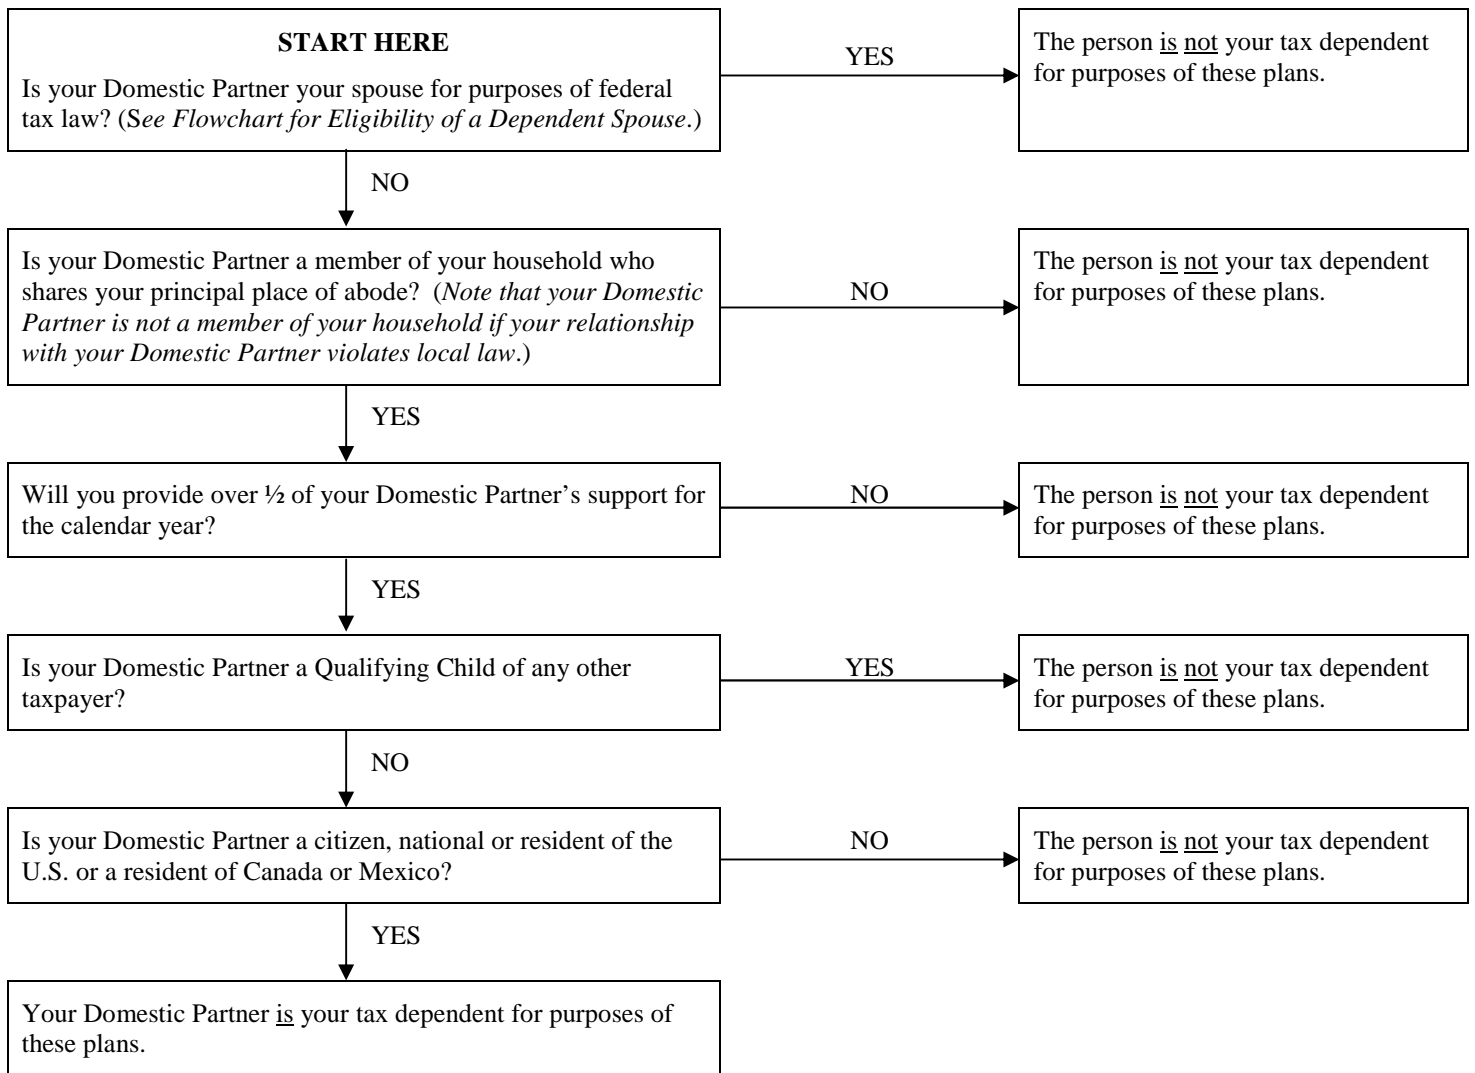 START HERE
Is your Domestic Partner your spouse for purposes of federal
tax law? (See Flowchart for Eligibility of a Dependent Spouse.)
YES
The person is not your tax dependent
for purposes of these plans.
NO
Is your Domestic Partner a member of your household who
shares your principal place of abode? (Note that your Domestic
Partner is not a member of your household if your relationship
with your Domestic Partner violates local law.)
NO
The person is not your tax dependent
for purposes of these plans.
YES
Will you provide over ½ of your Domestic Partner’s support for
the calendar year?
NO
The person is not your tax dependent
for purposes of these plans.
YES
Is your Domestic Partner a Qualifying Child of any other
taxpayer?
YES
The person is not your tax dependent
for purposes of these plans.
NO
Is your Domestic Partner a citizen, national or resident of the
U.S. or a resident of Canada or Mexico?
NO
The person is not your tax dependent
for purposes of these plans.
YES
Your Domestic Partner is your tax dependent for purposes of
these plans.